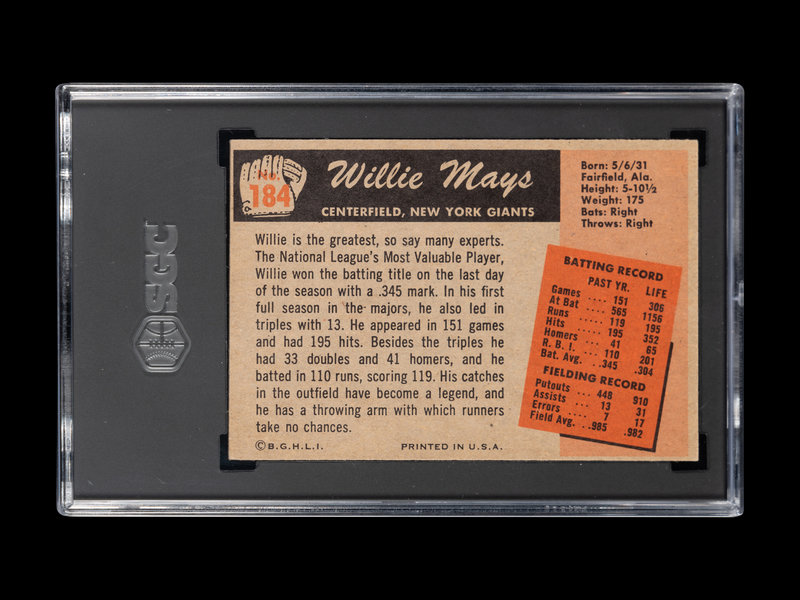 SGC
No.
184
Willie Mays
CENTERFIELD, NEW YORK GIANTS
Born: 5/6/31
Fairfield, Ala.
Height: 5-10½
Weight: 175
Bats: Right
Throws: Right
Willie is the greatest, so say many experts.
The National League's Most Valuable Player,
Willie won the batting title on the last day
of the season with a .345 mark. In his first
full season in the majors, he also led in
triples with 13. He appeared in 151 games
and had 195 hits. Besides the triples he
had 33 doubles and 41 homers, and he
batted in 110 runs, scoring 119. His catches
in the outfield have become a legend, and
he has a throwing arm with which runners
take no chances.
BATTING RECORD
PAST YR. LIFE
Games .... 151 306
At Bat .... 565 1156
Runs .... 119 195
Hits .... 195 352
Homers .... 41 65
R. B. I. .... 110 201
Bat. Avg. .. .345 .304
FIELDING RECORD
Putouts .. 448 910
Assists .... 13 31
Errors .... 7 17
Field Avg. .985 .982
©B.G.H.L.I. PRINTED IN U.S.A.